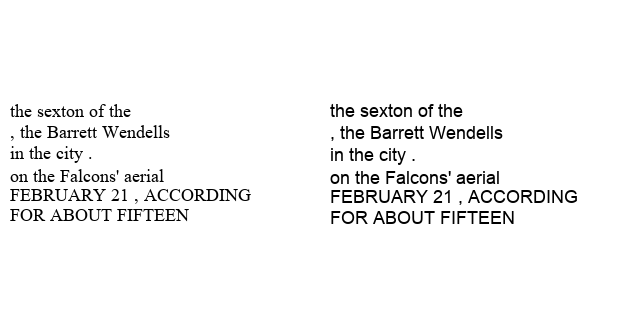 the sexton of the
, the Barrett Wendells
in the city .
on the Falcons' aerial
FEBRUARY 21 , ACCORDING
FOR ABOUT FIFTEEN
the sexton of the
, the Barrett Wendells
in the city .
on the Falcons' aerial
FEBRUARY 21 , ACCORDING
FOR ABOUT FIFTEEN